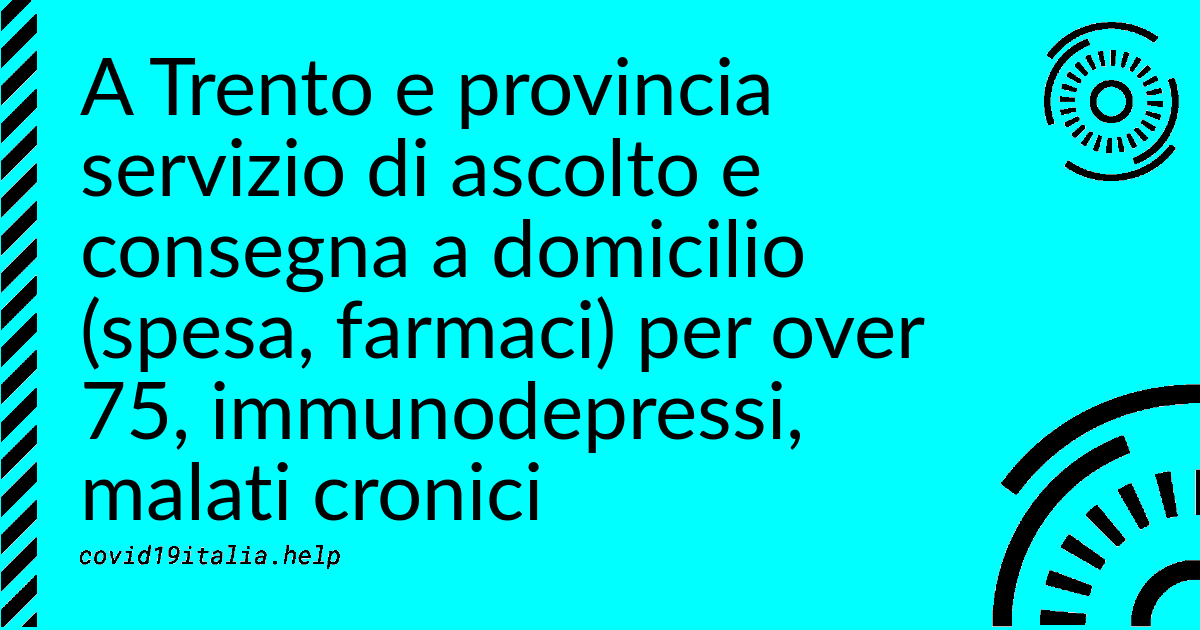 A Trento e provincia
servizio di ascolto e
consegna a domicilio
(spesa, farmaci) per over
75, immunodepressi,
malati cronici
covid19italia.help